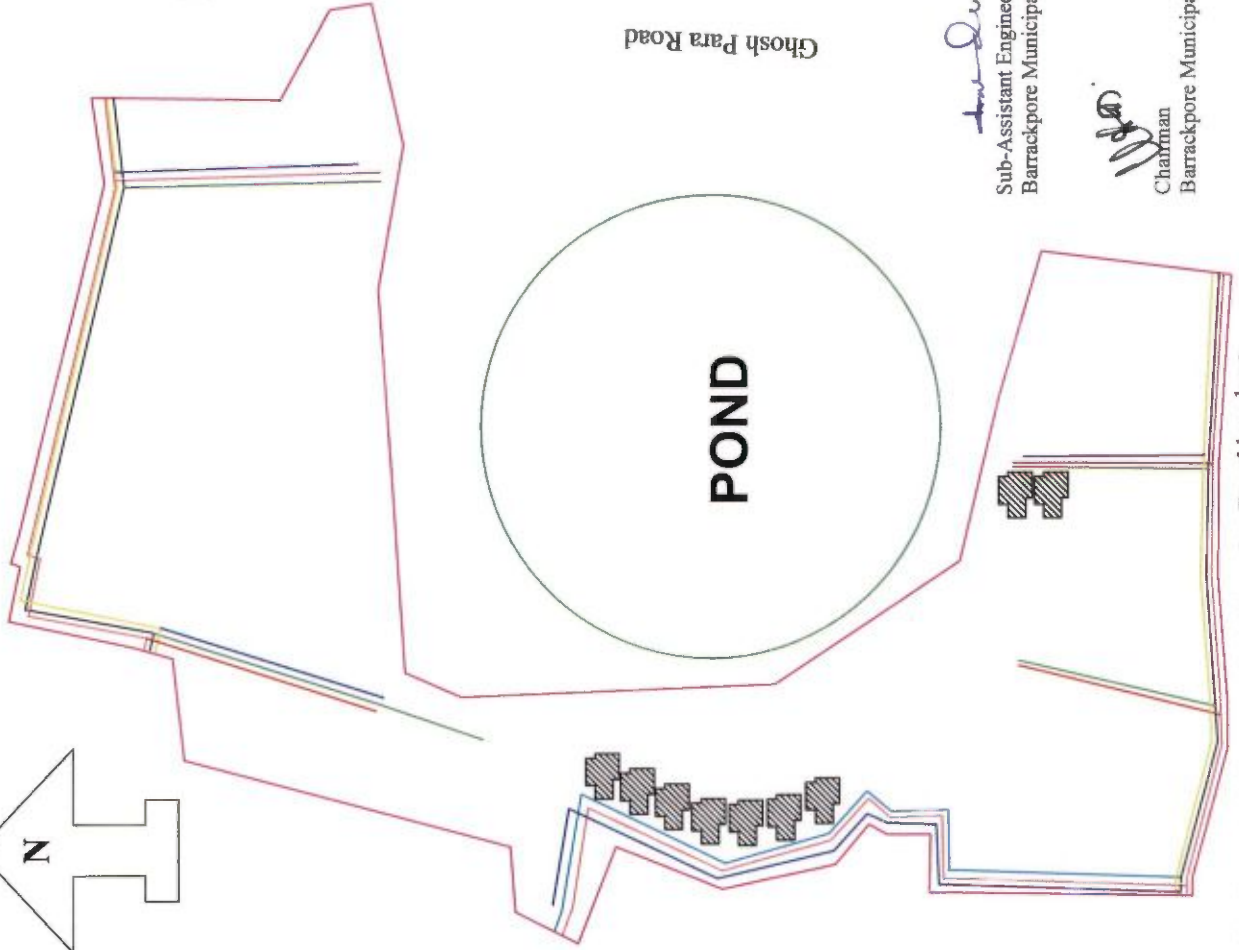 N
Ghosh Para Road
POND
Sub-Assistant Enginee
Barrackpore Municipa
Chairman
Barrackpore Municipa